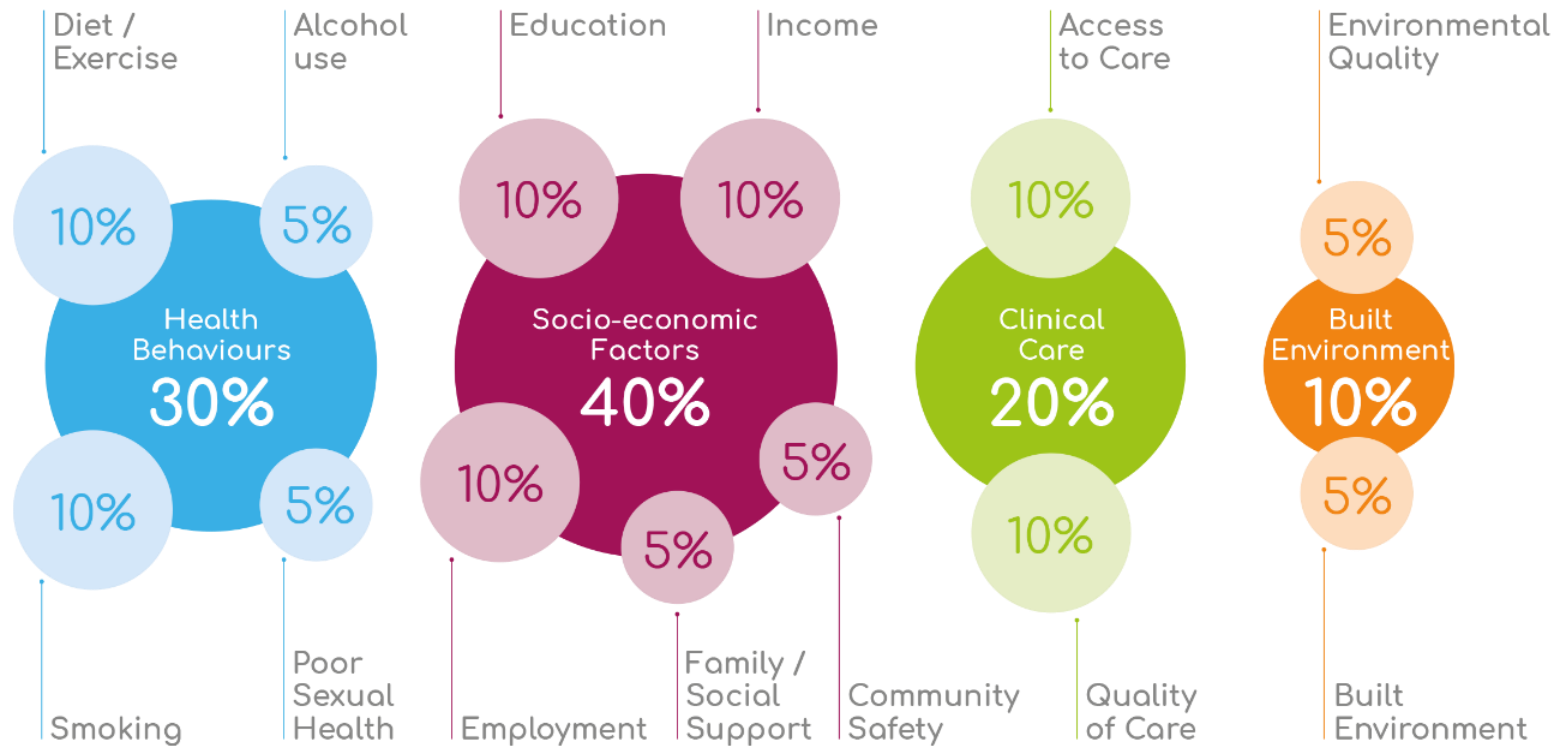 Diet /
Exercise
Alcohol
use
Education
Income
Access
to Care
Environmental
Quality
10%
5%
10%
10%
10%
5%
Health
Behaviours
30%
Socio-economic
Factors
40%
Clinical
Care
20%
Built
Environment
10%
10%
5%
10%
5%
5%
10%
5%
Smoking
Poor
Sexual
Health
Employment
Family /
Social
Support
Community
Safety
Quality
of Care
Built
Environment